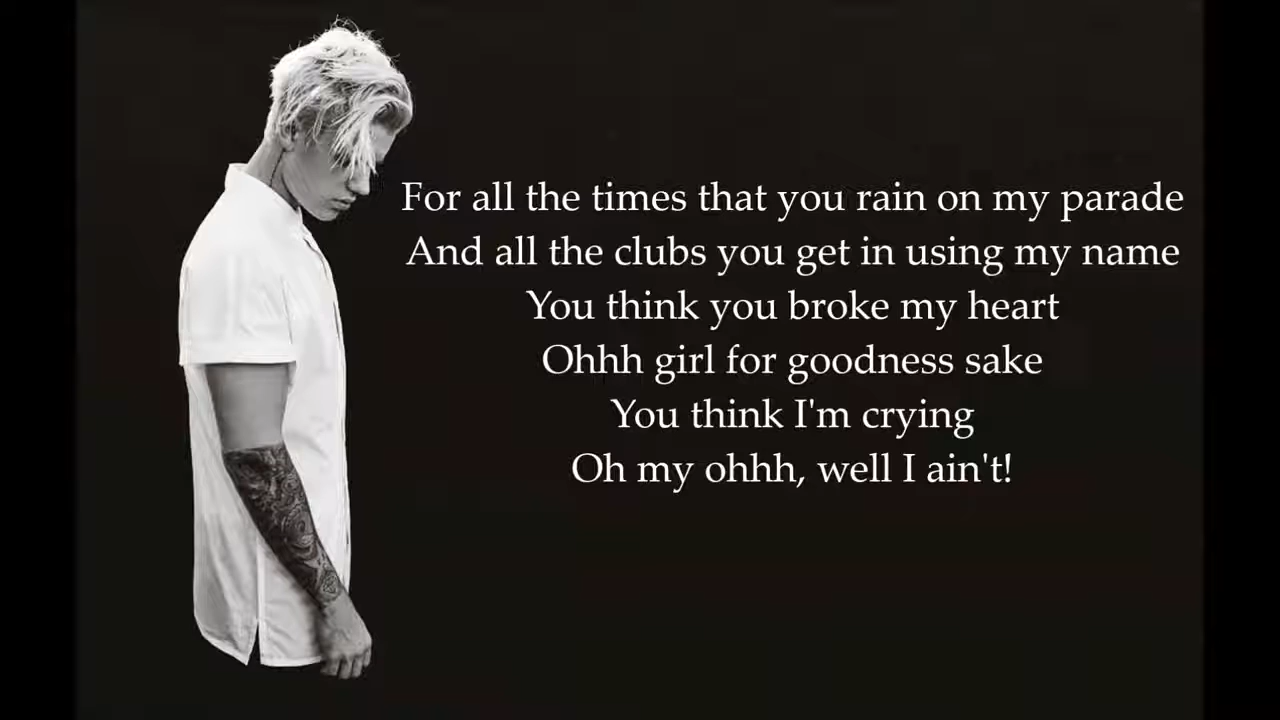 For all the times that you rain on my parade
And all the clubs you get in using my name
You think you broke my heart
Ohhh girl for goodness sake
You think I'm crying
Oh my ohhh, well I ain't!